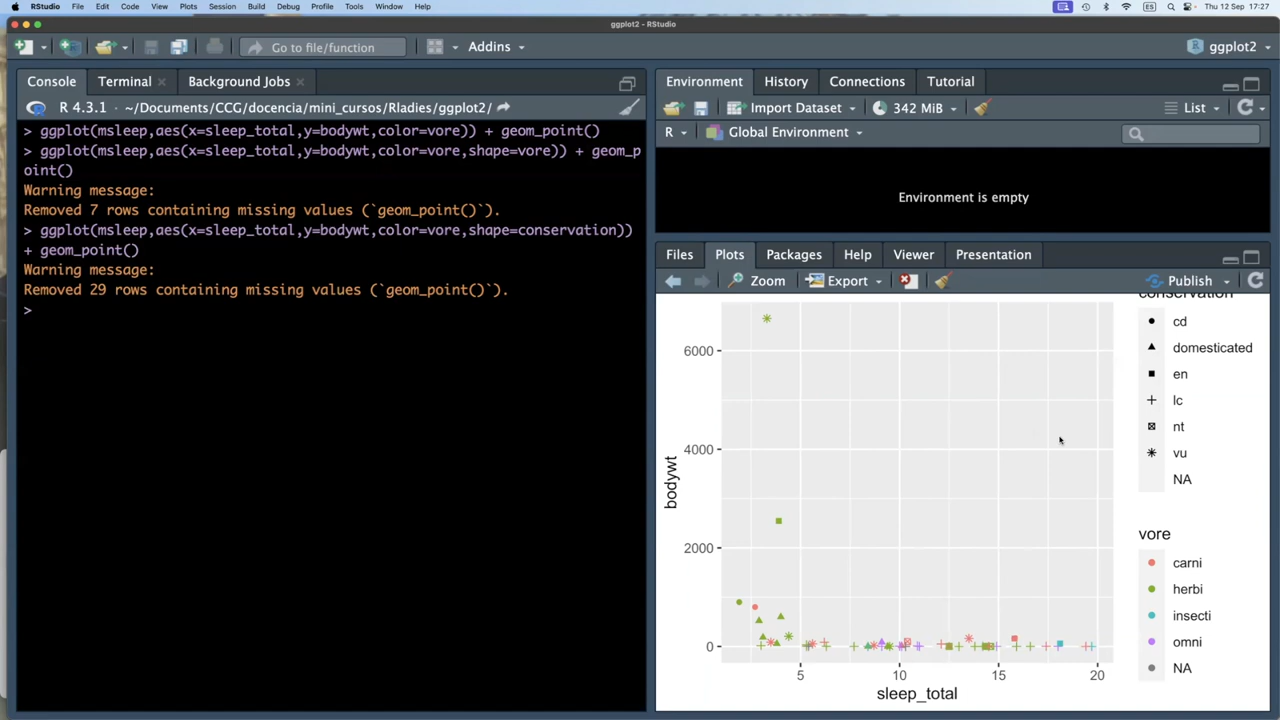 RStudio File Edit Code View Plots Session Build Debug Profile Tools Window Help ES Thu 12 Sep 17:27
ggplot2 - RStudio
Go to file/function Addins ggplot2
Console Terminal Background Jobs
R 4.3.1 · ~/Documents/CCG/docencia/mini_cursos/Rladies/ggplot2/
> ggplot(msleep,aes(x=sleep_total,y=bodywt,color=vore)) + geom_point()
> ggplot(msleep,aes(x=sleep_total,y=bodywt,color=vore,shape=vore)) + geom_p
oint()
Warning message:
Removed 7 rows containing missing values (`geom_point()`).
> ggplot(msleep,aes(x=sleep_total,y=bodywt,color=vore,shape=conservation))
+ geom_point()
Warning message:
Removed 29 rows containing missing values (`geom_point()`).
>
Environment History Connections Tutorial
Import Dataset 342 MiB List
R Global Environment
Environment is empty
Files Plots Packages Help Viewer Presentation
Zoom Export Publish
conservation
cd
domesticated
en
lc
nt
vu
NA
vore
carni
herbi
insecti
omni
NA
6000
4000
2000
0
bodywt
5 10 15 20
sleep_total